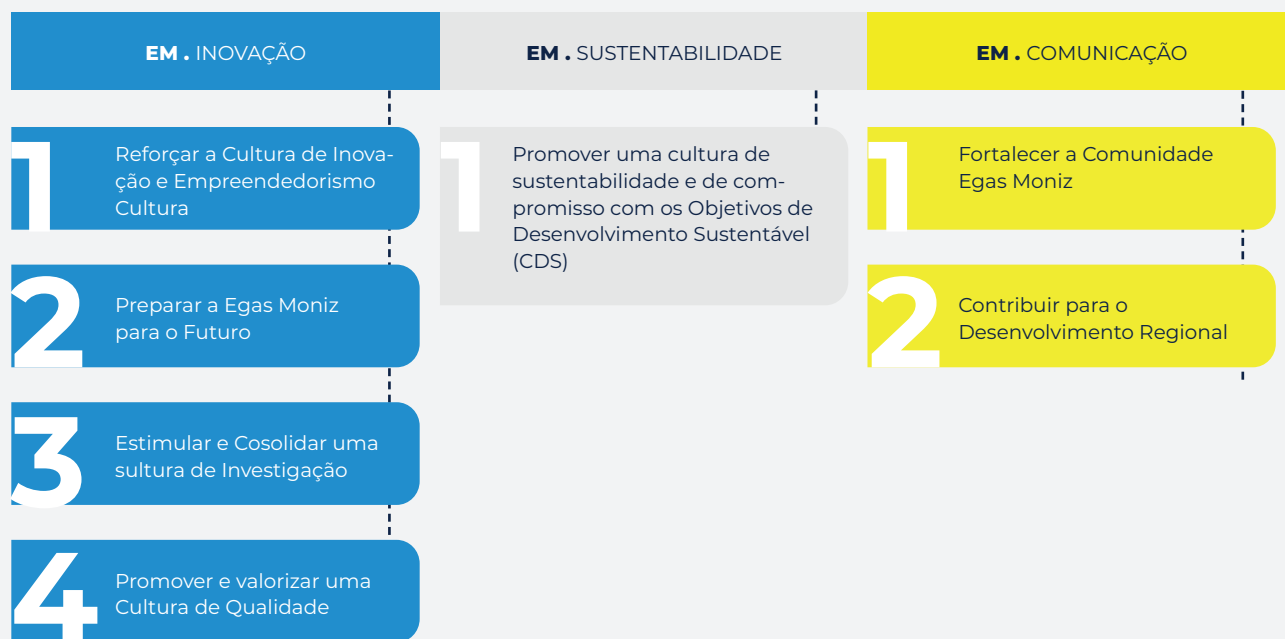 EM . INOVAÇÃO
1
Reforçar a Cultura de Inova-
ção e Empreendedorismo
Cultura
2
Preparar a Egas Moniz
para o Futuro
3
Estimular e Cosolidar uma
sultura de Investigação
4
Promover e valorizar uma
Cultura de Qualidade
EM . SUSTENTABILIDADE
1
Promover uma cultura de
sustentabilidade e de com-
promisso com os Objetivos de
Desenvolvimento Sustentável
(CDS)
EM . COMUNICAÇÃO
1
Fortalecer a Comunidade
Egas Moniz
2
Contribuir para o
Desenvolvimento Regional